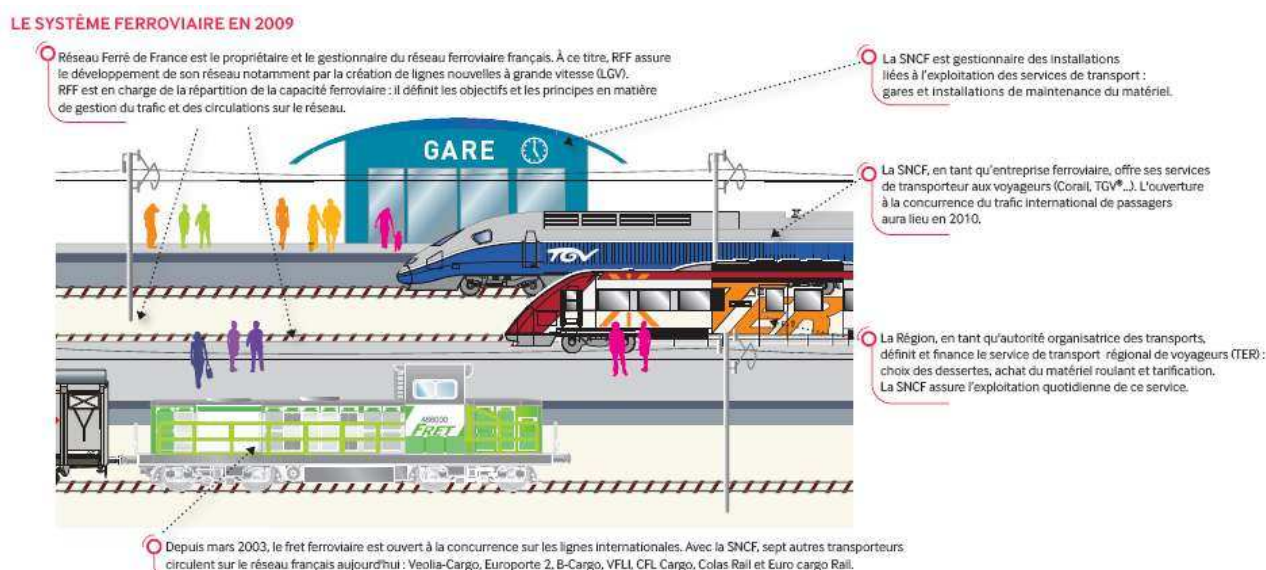 LE SYSTÈME FERROVIAIRE EN 2009
Réseau Ferré de France est le propriétaire et le gestionnaire du réseau ferroviaire français. À ce titre, RFF assure
le développement de son réseau notamment par la création de lignes nouvelles à grande vitesse (LGV).
RFF est en charge de la répartition de la capacité ferroviaire : il définit les objectifs et les principes en matière
de gestion du trafic et des circulations sur le réseau.
La SNCF est gestionnaire des installations
liées à l'exploitation des services de transport :
gares et installations de maintenance du matériel.
GARE
La SNCF, en tant qu'entreprise ferroviaire, offre ses services
de transporteur aux voyageurs (Corail, TGV®...). L'ouverture
à la concurrence du trafic international de passagers
aura lieu en 2010.
TGV
TER
La Région, en tant qu'autorité organisatrice des transports,
définit et finance le service de transport régional de voyageurs (TER) :
choix des dessertes, achat du matériel roulant et tarification.
La SNCF assure l'exploitation quotidienne de ce service.
FRET
Depuis mars 2003, le fret ferroviaire est ouvert à la concurrence sur les lignes internationales. Avec la SNCF, sept autres transporteurs
circulent sur le réseau français aujourd'hui : Veolia-Cargo, Europorte 2, B-Cargo, VFLI, CFL Cargo, Colas Rail et Euro cargo Rail.